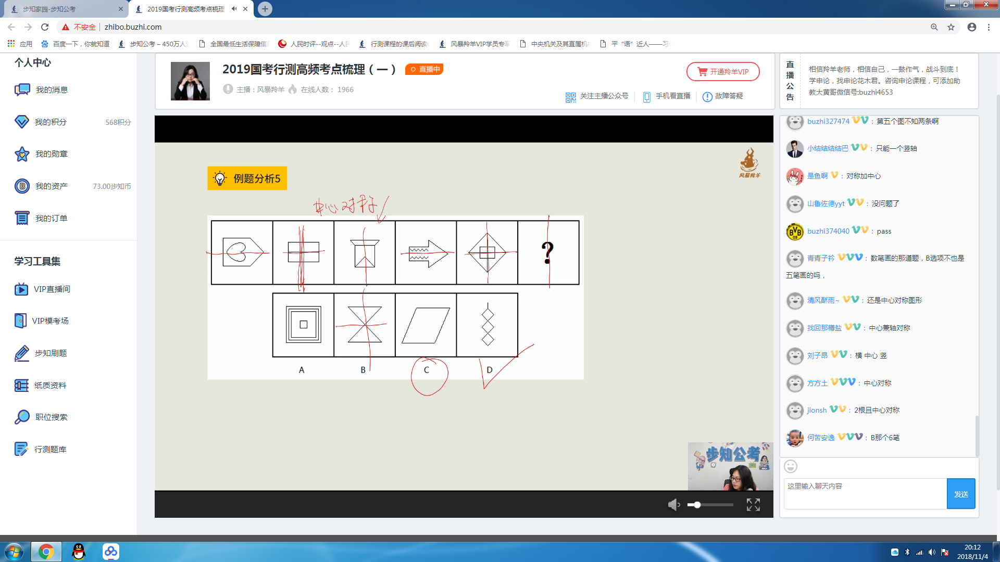 步知家园-步知公考
2019国考行测高频考点梳理
不安全
zhibo.buzhi.com
应用
百度一下，你就知道
步知公考 – 450万人
全国最低生活保障信
人民时评--观点--人
行测课程的课后阅读
风暴羚羊VIP学员专
中央机关及其直属机
平“语”近人——习
个人中心
我的消息
我的积分
568积分
我的勋章
我的资产
73.00步知币
我的订单
学习工具集
VIP直播间
VIP模考场
步知刷题
纸质资料
职位搜索
行测题库
2019国考行测高频考点梳理（一）
直播中
主播：风暴羚羊
在线人数： 1966
开通羚羊VIP
关注主播公众号
手机看直播
故障答疑
例题分析5
风暴羚羊
中心对称
?
A
B
C
D
步知公考
直播公告
相信羚羊老师，相信自己，一鼓作气，战斗到底！
学申论，找申论花木君。咨询申论课程，可添加助
教大黄哥微信号:buzhi4653
buzhi327474 ：第五个图不知两条啊
小结结结结巴 ：只能一个竖轴
是鱼啊 ：对称加中心
山鲁佐德yyt ：没问题了
buzhi374040 ：pass
青青子衿 ：数笔画的那道题，B选项不也是
五笔画的吗，
清风酥雨~ ：还是中心对称图形
找回那樽盐 ：中心兼轴对称
刘子昂 ：横 中心 竖
方方土 ：中心对称
jionsh ：2根且中心对称
何苦安逸 ：B那个6笔
这里输入聊天内容
发送
20:12
2018/11/4